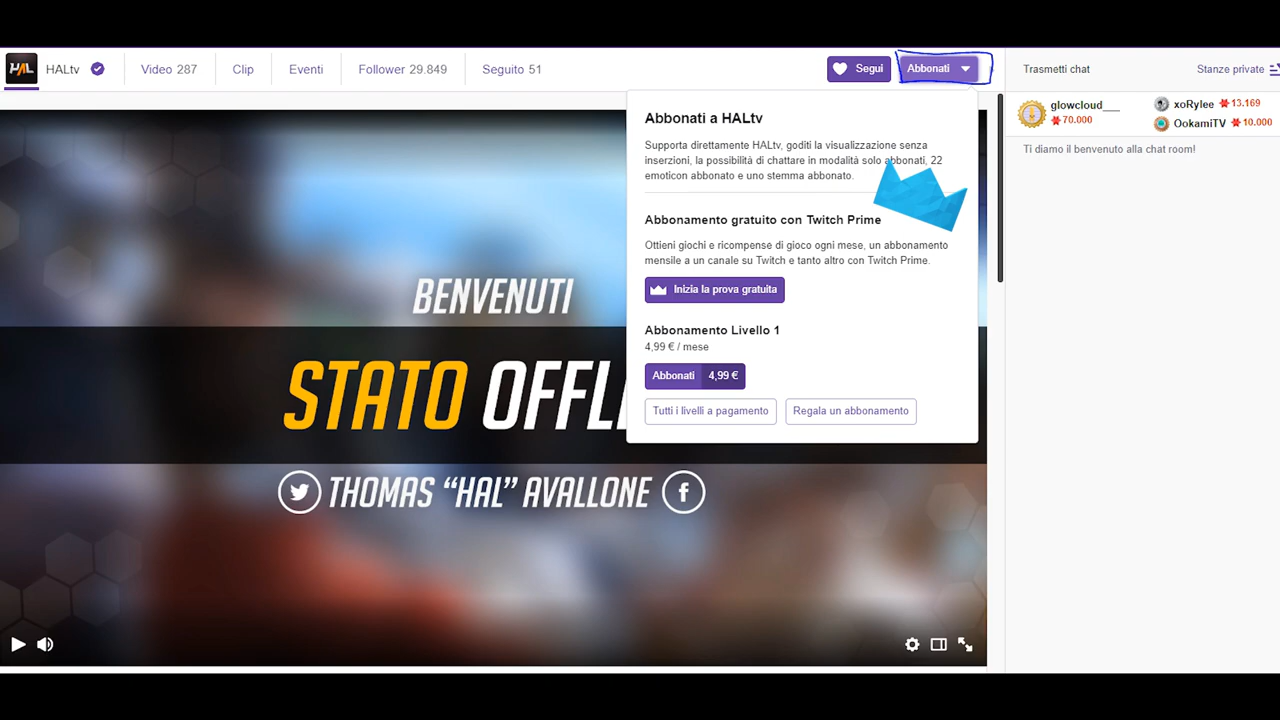 HAL
HALtv
Video 287
Clip
Eventi
Follower 29.849
Seguito 51
Segui
Abbonati
Trasmetti chat
Stanze private
glowcloud___
70.000
xoRylee 13.169
OokamiTV 10.000
Ti diamo il benvenuto alla chat room!
Abbonati a HALtv
Supporta direttamente HALtv, goditi la visualizzazione senza
inserzioni, la possibilità di chattare in modalità solo abbonati, 22
emoticon abbonato e uno stemma abbonato.
Abbonamento gratuito con Twitch Prime
Ottieni giochi e ricompense di gioco ogni mese, un abbonamento
mensile a un canale su Twitch e tanto altro con Twitch Prime.
Inizia la prova gratuita
Abbonamento Livello 1
4,99 € / mese
Abbonati 4,99 €
Tutti i livelli a pagamento
Regala un abbonamento
BENVENUTI
STATO OFFL
THOMAS “HAL” AVALLONE